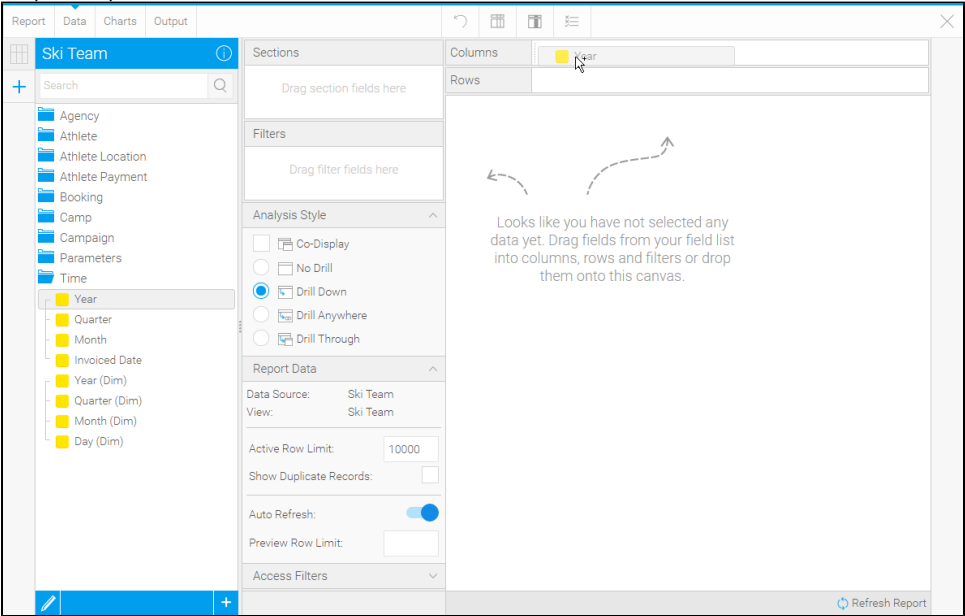 Report Data Charts Output
Ski Team
Search
Agency
Athlete
Athlete Location
Athlete Payment
Booking
Camp
Campaign
Parameters
Time
Year
Quarter
Month
Invoiced Date
Year (Dim)
Quarter (Dim)
Month (Dim)
Day (Dim)
Sections
Drag section fields here
Filters
Drag filter fields here
Analysis Style
Co-Display
No Drill
Drill Down
Drill Anywhere
Drill Through
Report Data
Data Source: Ski Team
View: Ski Team
Active Row Limit: 10000
Show Duplicate Records:
Auto Refresh:
Preview Row Limit:
Access Filters
Columns
Year
Rows
Looks like you have not selected any
data yet. Drag fields from your field list
into columns, rows and filters or drop
them onto this canvas.
Refresh Report